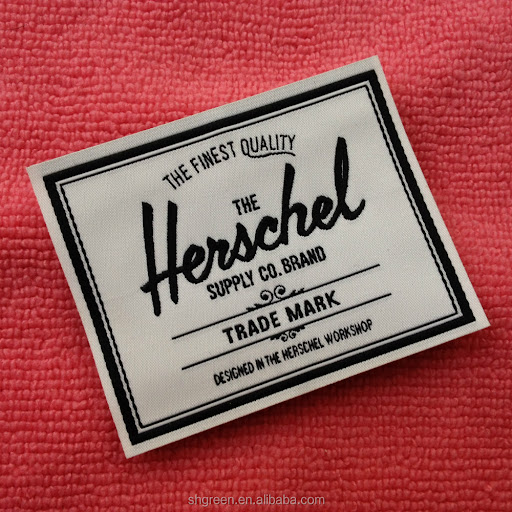 THE FINEST QUALITY
THE
Herschel
SUPPLY CO. BRAND
TRADE MARK
DESIGNED IN THE HERSCHEL WORKSHOP
shgreen.en.alibaba.com